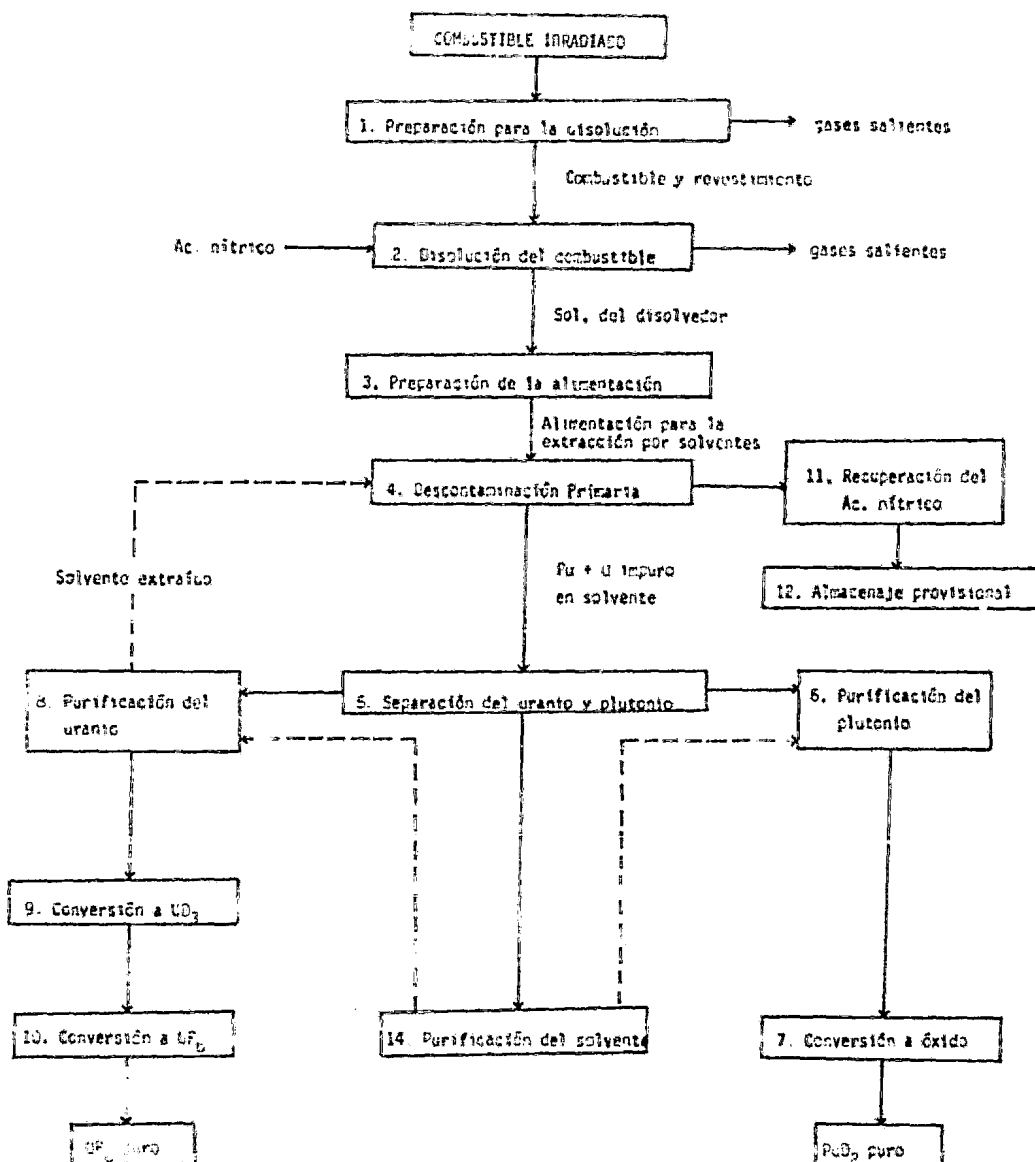 COMBUSTIBLE IRRADIADO
1. Preparación para la disolución
gases salientes
Combustible y revestimento
Ac. nítrico
2. Disolución del combustible
gases salientes
Sol. del disolvedor
3. Preparación de la alimentación
Alimentación para la
extracción por solventes
4. Descontaminación Primaria
11. Recuperación del
Ac. nítrico
Solvente extraído
Pu + U impuro
en solvente
12. Almacenaje provisional
8. Purificación del
uranio
5. Separación del uranio y plutonio
6. Purificación del
plutonio
9. Conversión a UO₃
10. Conversión a UF₆
14. Purificación del solvente
7. Conversión a óxido
UF₆ puro
PuO₂ puro